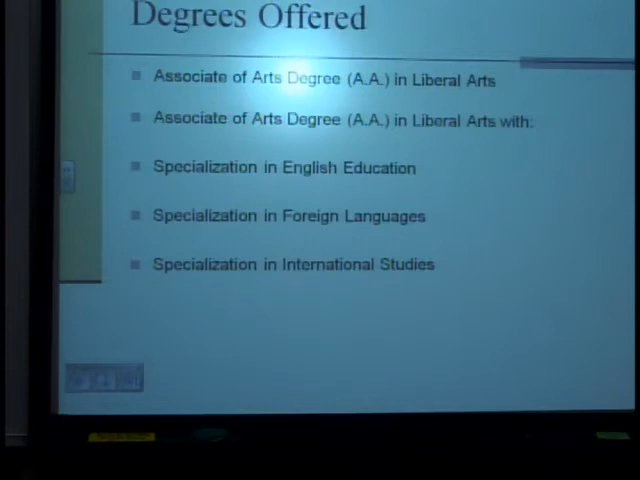 Degrees Offered
Associate of Arts Degree (A.A.) in Liberal Arts
Associate of Arts Degree (A.A.) in Liberal Arts with:
Specialization in English Education
Specialization in Foreign Languages
Specialization in International Studies